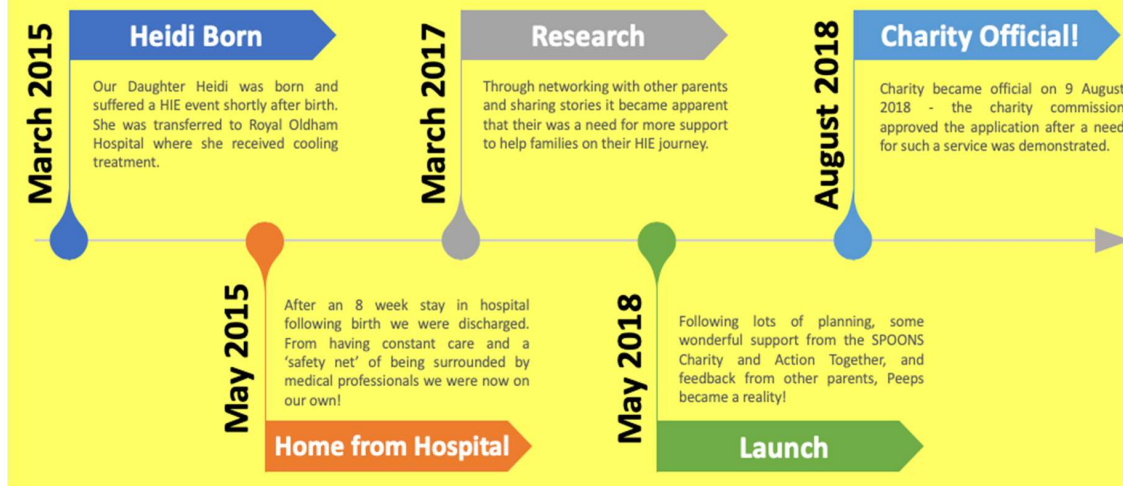 March 2015
Heidi Born
Our Daughter Heidi was born and
suffered a HIE event shortly after birth.
She was transferred to Royal Oldham
Hospital where she received cooling
treatment.
May 2015
After an 8 week stay in hospital
following birth we were discharged.
From having constant care and a
‘safety net’ of being surrounded by
medical professionals we were now on
our own!
Home from Hospital
March 2017
Research
Through networking with other parents
and sharing stories it became apparent
that their was a need for more support
to help families on their HIE journey.
May 2018
Following lots of planning, some
wonderful support from the SPOONS
Charity and Action Together, and
feedback from other parents, Peeps
became a reality!
Launch
August 2018
Charity Official!
Charity became official on 9 August
2018 - the charity commission
approved the application after a need
for such a service was demonstrated.